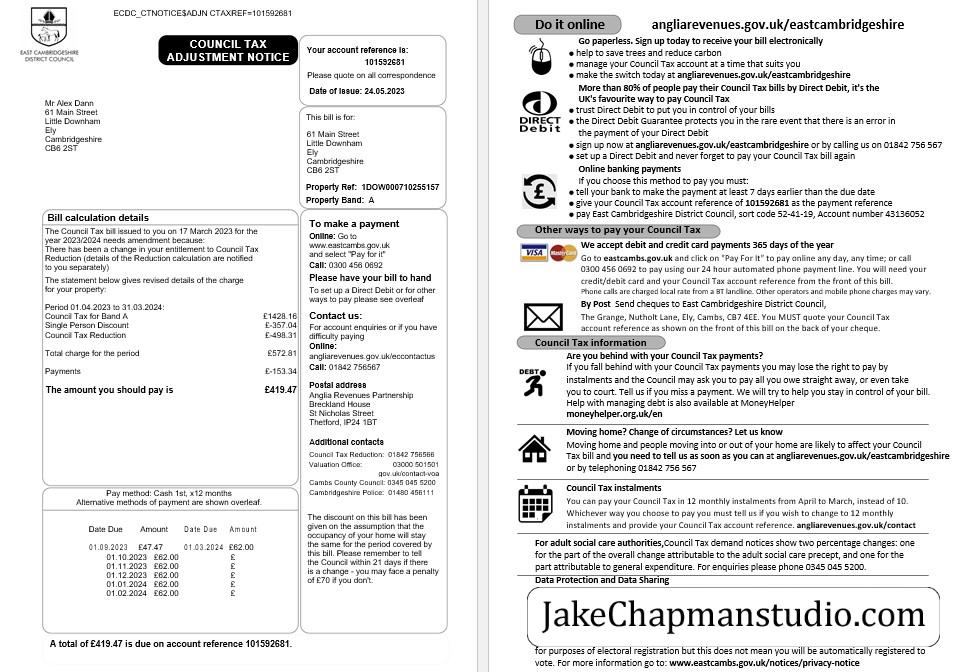 ECDC_CTNOTICE$ADJN CTAXREF=101592681
EAST CAMBRIDGESHIRE
DISTRICT COUNCIL
COUNCIL TAX
ADJUSTMENT NOTICE
Your account reference is:
101592681
Please quote on all correspondence
Date of Issue: 24.05.2023
Mr Alex Dann
61 Main Street
Little Downham
Ely
Cambridgeshire
CB6 2ST
This bill is for:
61 Main Street
Little Downham
Ely
Cambridgeshire
CB6 2ST
Property Ref: 1DOW000710255157
Property Band: A
Bill calculation details
The Council Tax bill issued to you on 17 March 2023 for the
year 2023/2024 needs amendment because:
There has been a change in your entitlement to Council Tax
Reduction (details of the Reduction calculation are notified
to you separately)
The statement below gives revised details of the charge
for your property:
Period 01.04.2023 to 31.03.2024:
Council Tax for Band A £1428.16
Single Person Discount £-357.04
Council Tax Reduction £-498.31
Total charge for the period £572.81
Payments £-153.34
The amount you should pay is £419.47
Pay method: Cash 1st, x12 months
Alternative methods of payment are shown overleaf.
Date Due Amount Date Due Amount
01.09.2023 £47.47 01.03.2024 £62.00
01.10.2023 £62.00 £
01.11.2023 £62.00 £
01.12.2023 £62.00 £
01.01.2024 £62.00 £
01.02.2024 £62.00 £
A total of £419.47 is due on account reference 101592681.
To make a payment
Online: Go to
www.eastcambs.gov.uk
and select "Pay for it"
Call: 0300 456 0692
Please have your bill to hand
To set up a Direct Debit or for other
ways to pay please see overleaf
Contact us:
For account enquiries or if you have
difficulty paying
Online:
angliarevenues.gov.uk/eccontactus
Call: 01842 756567
Postal address
Anglia Revenues Partnership
Breckland House
St Nicholas Street
Thetford, IP24 1BT
Additional contacts
Council Tax Reduction: 01842 756566
Valuation Office: 03000 501501
gov.uk/contact-voa
Cambs County Council: 0345 045 5200
Cambridgeshire Police: 01480 456111
The discount on this bill has been
given on the assumption that the
occupancy of your home will stay
the same for the period covered by
this bill. Please remember to tell
the Council within 21 days if there
is a change - you may face a penalty
of £70 if you don't.
Do it online angliarevenues.gov.uk/eastcambridgeshire
Go paperless. Sign up today to receive your bill electronically
● help to save trees and reduce carbon
● manage your Council Tax account at a time that suits you
● make the switch today at angliarevenues.gov.uk/eastcambridgeshire
DIRECT
Debit
More than 80% of people pay their Council Tax bills by Direct Debit, it's the
UK's favourite way to pay Council Tax
● trust Direct Debit to put you in control of your bills
● the Direct Debit Guarantee protects you in the rare event that there is an error in
the payment of your Direct Debit
● sign up now at angliarevenues.gov.uk/eastcambridgeshire or by calling us on 01842 756 567
● set up a Direct Debit and never forget to pay your Council Tax bill again
Online banking payments
If you choose this method to pay you must:
● tell your bank to make the payment at least 7 days earlier than the due date
● give your Council Tax account reference of 101592681 as the payment reference
● pay East Cambridgeshire District Council, sort code 52-41-19, Account number 43136052
Other ways to pay your Council Tax
VISA MasterCard
We accept debit and credit card payments 365 days of the year
Go to eastcambs.gov.uk and click on "Pay For It" to pay online any day, any time; or call
0300 456 0692 to pay using our 24 hour automated phone payment line. You will need your
credit/debit card and your Council Tax account reference from the front of this bill.
Phone calls are charged local rate from a BT landline. Other operators and mobile phone charges may vary.
By Post Send cheques to East Cambridgeshire District Council,
The Grange, Nutholt Lane, Ely, Cambs, CB7 4EE. You MUST quote your Council Tax
account reference as shown on the front of this bill on the back of your cheque.
Council Tax information
DEBT
Are you behind with your Council Tax payments?
If you fall behind with your Council Tax payments you may lose the right to pay by
instalments and the Council may ask you to pay all you owe straight away, or even take
you to court. Tell us if you miss a payment. We will try to help you stay in control of your bill.
Help with managing debt is also available at MoneyHelper
moneyhelper.org.uk/en
Moving home? Change of circumstances? Let us know
Moving home and people moving into or out of your home are likely to affect your Council
Tax bill and you need to tell us as soon as you can at angliarevenues.gov.uk/eastcambridgeshire
or by telephoning 01842 756 567
Council Tax instalments
You can pay your Council Tax in 12 monthly instalments from April to March, instead of 10.
Whichever way you choose to pay you must tell us if you wish to change to 12 monthly
instalments and provide your Council Tax account reference. angliarevenues.gov.uk/contact
For adult social care authorities,Council Tax demand notices show two percentage changes: one
for the part of the overall change attributable to the adult social care precept, and one for the
part attributable to general expenditure. For enquiries please phone 0345 045 5200.
Data Protection and Data Sharing
JakeChapmanstudio.com
for purposes of electoral registration but this does not mean you will be automatically registered to
vote. For more information go to: www.eastcambs.gov.uk/notices/privacy-notice